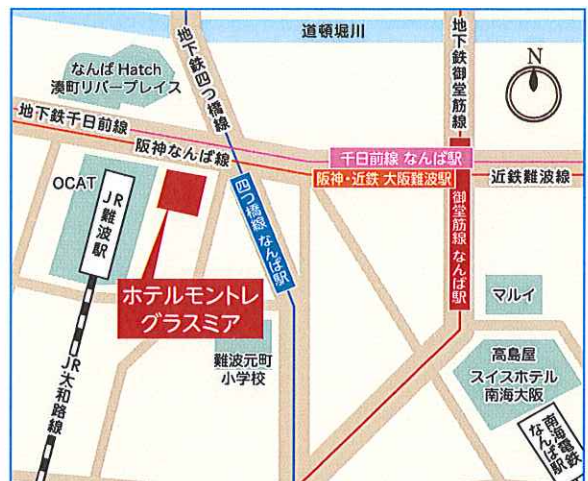 道頓堀川
なんば Hatch
湊町リバープレイス
地下鉄四つ橋線
地下鉄御堂筋線
N
地下鉄千日前線
阪神なんば線
千日前線 なんば駅
阪神・近鉄 大阪難波駅
近鉄難波線
OCAT
JR難波駅
四つ橋線 なんば駅
御堂筋線 なんば駅
ホテルモントレ
グラスミア
マルイ
難波元町
小学校
高島屋
スイスホテル
南海大阪
JR大和路線
南海電鉄
なんば駅